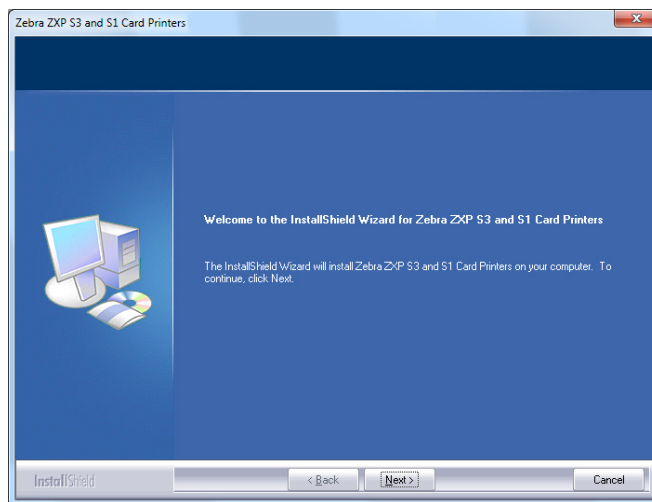 Zebra ZXP S3 and S1 Card Printers
Welcome to the InstallShield Wizard for Zebra ZXP S3 and S1 Card Printers
The InstallShield Wizard will install Zebra ZXP S3 and S1 Card Printers on your computer. To
continue, click Next.
InstallShield
< Back
Next >
Cancel